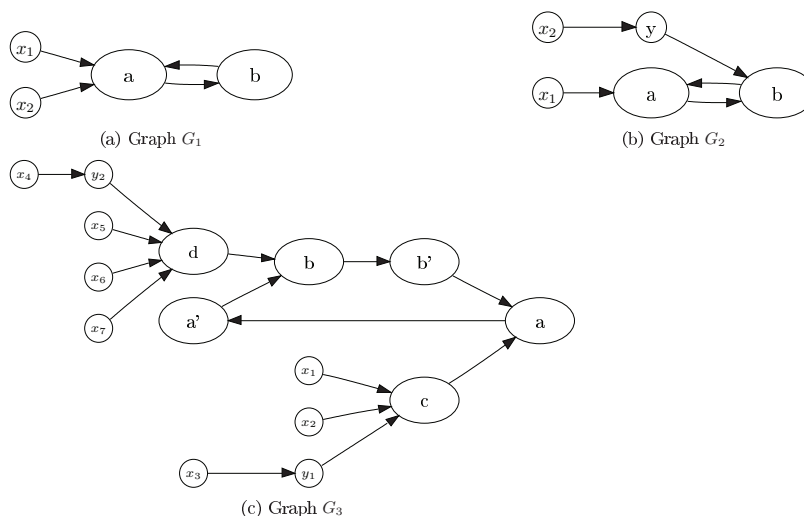 x₁
x₂
a
b
(a) Graph G₁
x₂
y
x₁
a
b
(b) Graph G₂
x₄
y₂
x₅
x₆
x₇
d
b
b'
a'
a
x₁
x₂
c
x₃
y₁
(c) Graph G₃